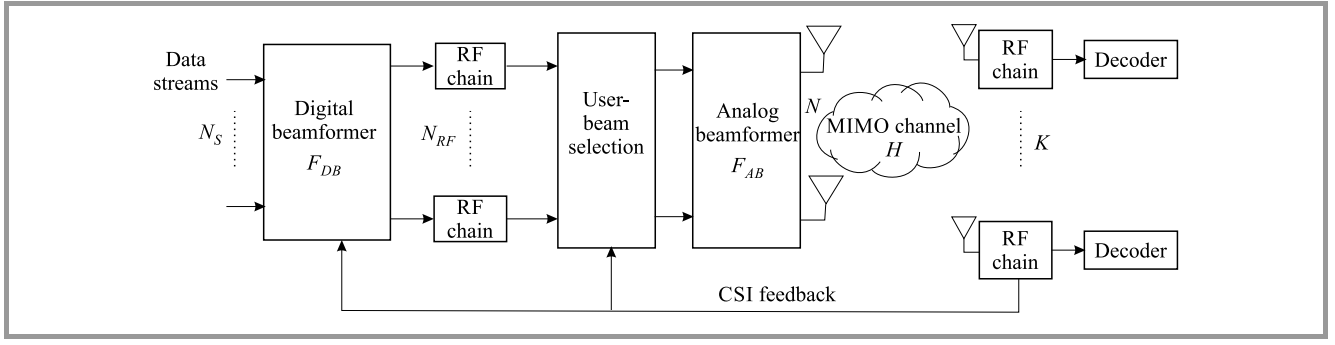 Data
streams
N_S
Digital
beamformer
F_DB
RF
chain
N_RF
RF
chain
User-
beam
selection
Analog
beamformer
F_AB
N
MIMO channel
H
RF
chain
Decoder
K
RF
chain
Decoder
CSI feedback